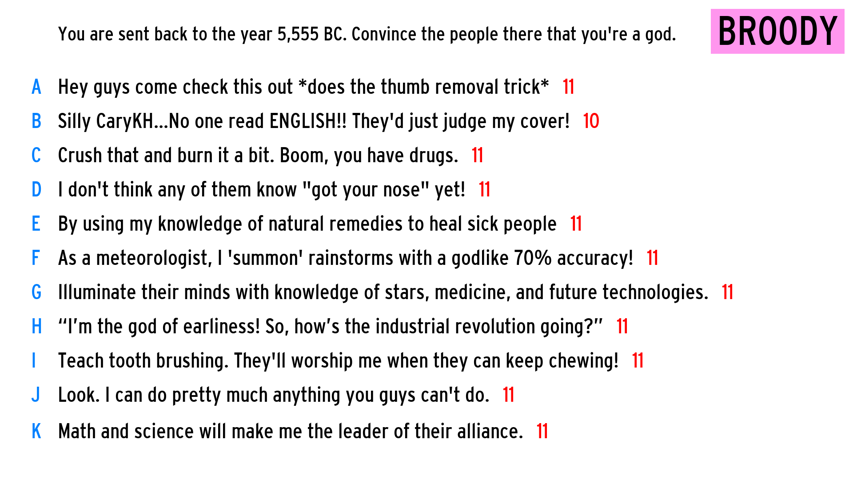 You are sent back to the year 5,555 BC. Convince the people there that you're a god.
BROODY
A Hey guys come check this out *does the thumb removal trick* 11
B Silly CaryKH...No one read ENGLISH!! They'd just judge my cover! 10
C Crush that and burn it a bit. Boom, you have drugs. 11
D I don't think any of them know "got your nose" yet! 11
E By using my knowledge of natural remedies to heal sick people 11
F As a meteorologist, I 'summon' rainstorms with a godlike 70% accuracy! 11
G Illuminate their minds with knowledge of stars, medicine, and future technologies. 11
H “I’m the god of earliness! So, how’s the industrial revolution going?” 11
I Teach tooth brushing. They'll worship me when they can keep chewing! 11
J Look. I can do pretty much anything you guys can't do. 11
K Math and science will make me the leader of their alliance. 11